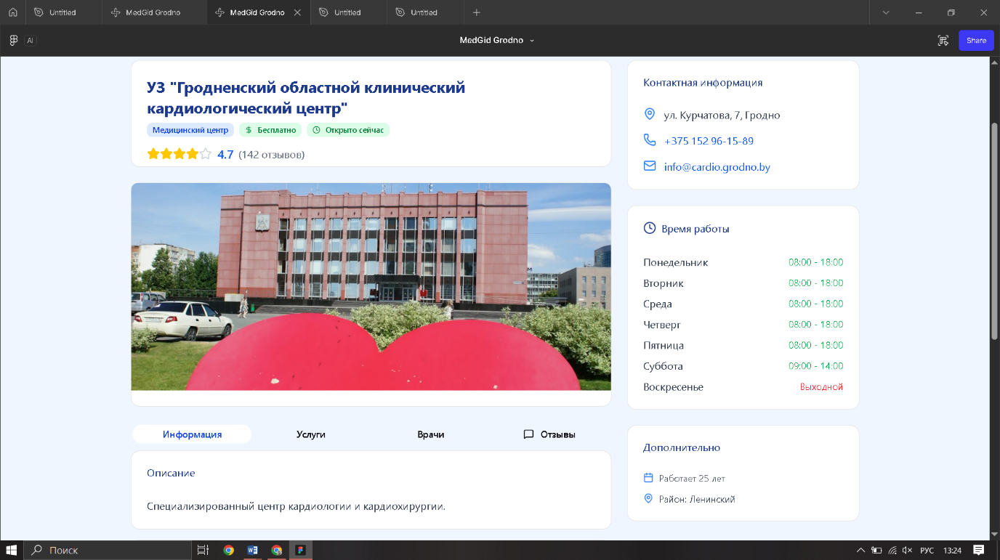 Untitled
MedGid Grodno
MedGid Grodno
Untitled
Untitled
AI
MedGid Grodno
Share
УЗ "Гродненский областной клинический
кардиологический центр"
Медицинский центр
$ Бесплатно
Открыто сейчас
4.7 (142 отзывов)
Контактная информация
ул. Курчатова, 7, Гродно
+375 152 96-15-89
info@cardio.grodno.by
Время работы
Понедельник 08:00 - 18:00
Вторник 08:00 - 18:00
Среда 08:00 - 18:00
Четверг 08:00 - 18:00
Пятница 08:00 - 18:00
Суббота 09:00 - 14:00
Воскресенье Выходной
Информация
Услуги
Врачи
Отзывы
Описание
Специализированный центр кардиологии и кардиохирургии.
Дополнительно
Работает 25 лет
Район: Ленинский
Поиск
РУС
13:24